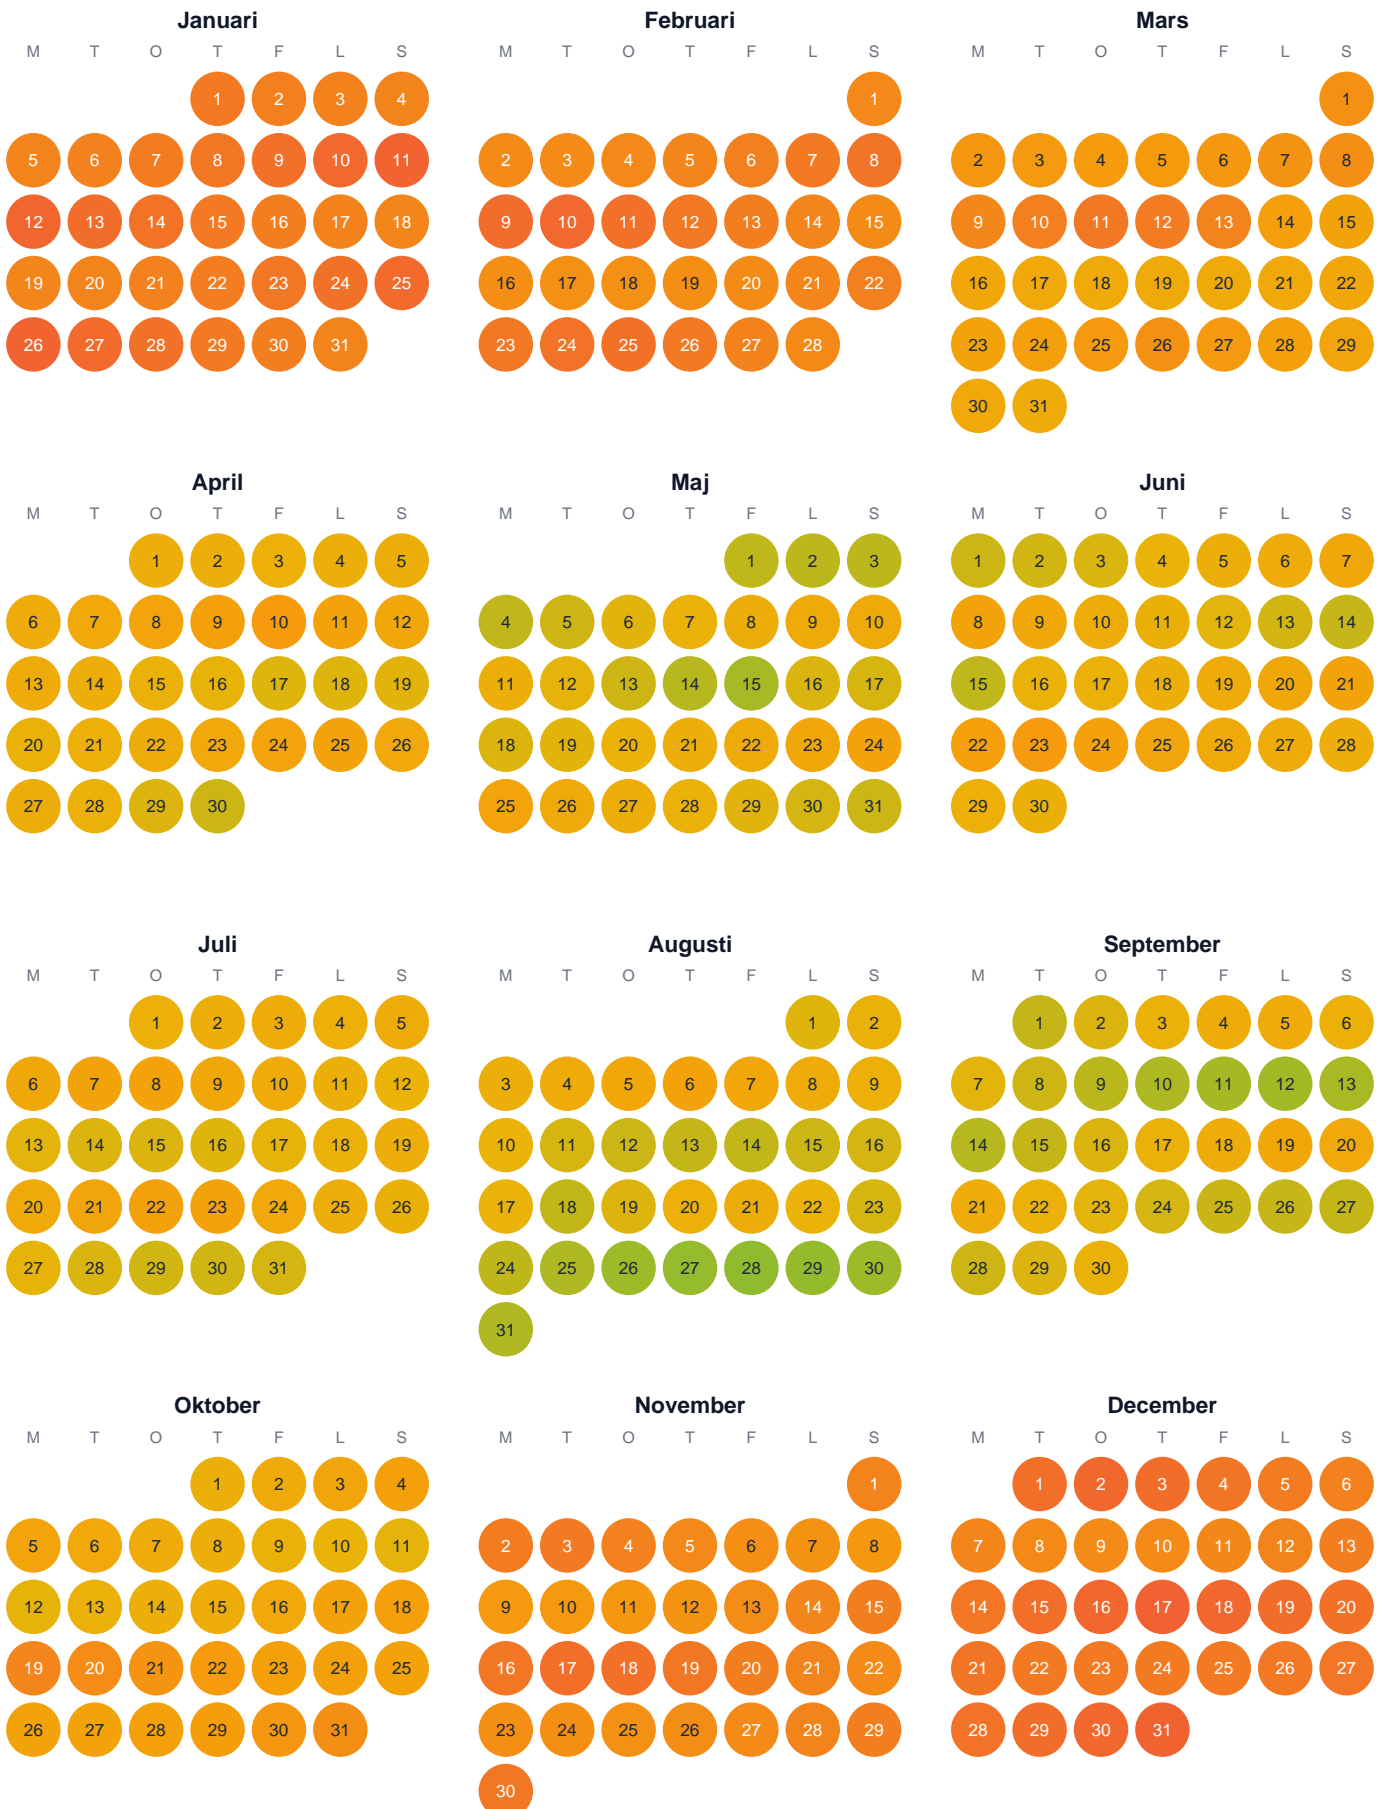 Januari Februari Mars
M T O T F L S M T O T F L S M T O T F L S
1 2 3 4 1 1
5 6 7 8 9 10 11 2 3 4 5 6 7 8 2 3 4 5 6 7 8
12 13 14 15 16 17 18 9 10 11 12 13 14 15 9 10 11 12 13 14 15
19 20 21 22 23 24 25 16 17 18 19 20 21 22 16 17 18 19 20 21 22
26 27 28 29 30 31 23 24 25 26 27 28 23 24 25 26 27 28 29
30 31
April Maj Juni
M T O T F L S M T O T F L S M T O T F L S
1 2 3 4 5 1 2 3 1 2 3 4 5 6 7
6 7 8 9 10 11 12 4 5 6 7 8 9 10 8 9 10 11 12 13 14
13 14 15 16 17 18 19 11 12 13 14 15 16 17 15 16 17 18 19 20 21
20 21 22 23 24 25 26 18 19 20 21 22 23 24 22 23 24 25 26 27 28
27 28 29 30 25 26 27 28 29 30 31 29 30
Juli Augusti September
M T O T F L S M T O T F L S M T O T F L S
1 2 3 4 5 1 2 1 2 3 4 5 6
6 7 8 9 10 11 12 3 4 5 6 7 8 9 7 8 9 10 11 12 13
13 14 15 16 17 18 19 10 11 12 13 14 15 16 14 15 16 17 18 19 20
20 21 22 23 24 25 26 17 18 19 20 21 22 23 21 22 23 24 25 26 27
27 28 29 30 31 24 25 26 27 28 29 30 28 29 30
31
Oktober November December
M T O T F L S M T O T F L S M T O T F L S
1 2 3 4 1 1 2 3 4 5 6
5 6 7 8 9 10 11 2 3 4 5 6 7 8 7 8 9 10 11 12 13
12 13 14 15 16 17 18 9 10 11 12 13 14 15 14 15 16 17 18 19 20
19 20 21 22 23 24 25 16 17 18 19 20 21 22 21 22 23 24 25 26 27
26 27 28 29 30 31 23 24 25 26 27 28 29 28 29 30 31
30